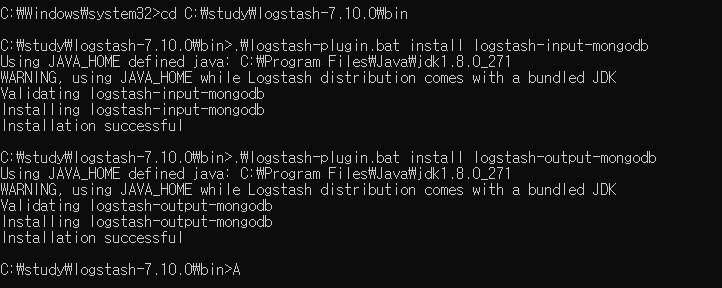 C:₩Windows₩system32>cd C:₩study₩logstash-7.10.0₩bin
C:₩study₩logstash-7.10.0₩bin>.₩logstash-plugin.bat install logstash-input-mongodb
Using JAVA_HOME defined java: C:₩Program Files₩Java₩jdk1.8.0_271
WARNING, using JAVA_HOME while Logstash distribution comes with a bundled JDK
Validating logstash-input-mongodb
Installing logstash-input-mongodb
Installation successful
C:₩study₩logstash-7.10.0₩bin>.₩logstash-plugin.bat install logstash-output-mongodb
Using JAVA_HOME defined java: C:₩Program Files₩Java₩jdk1.8.0_271
WARNING, using JAVA_HOME while Logstash distribution comes with a bundled JDK
Validating logstash-output-mongodb
Installing logstash-output-mongodb
Installation successful
C:₩study₩logstash-7.10.0₩bin>A